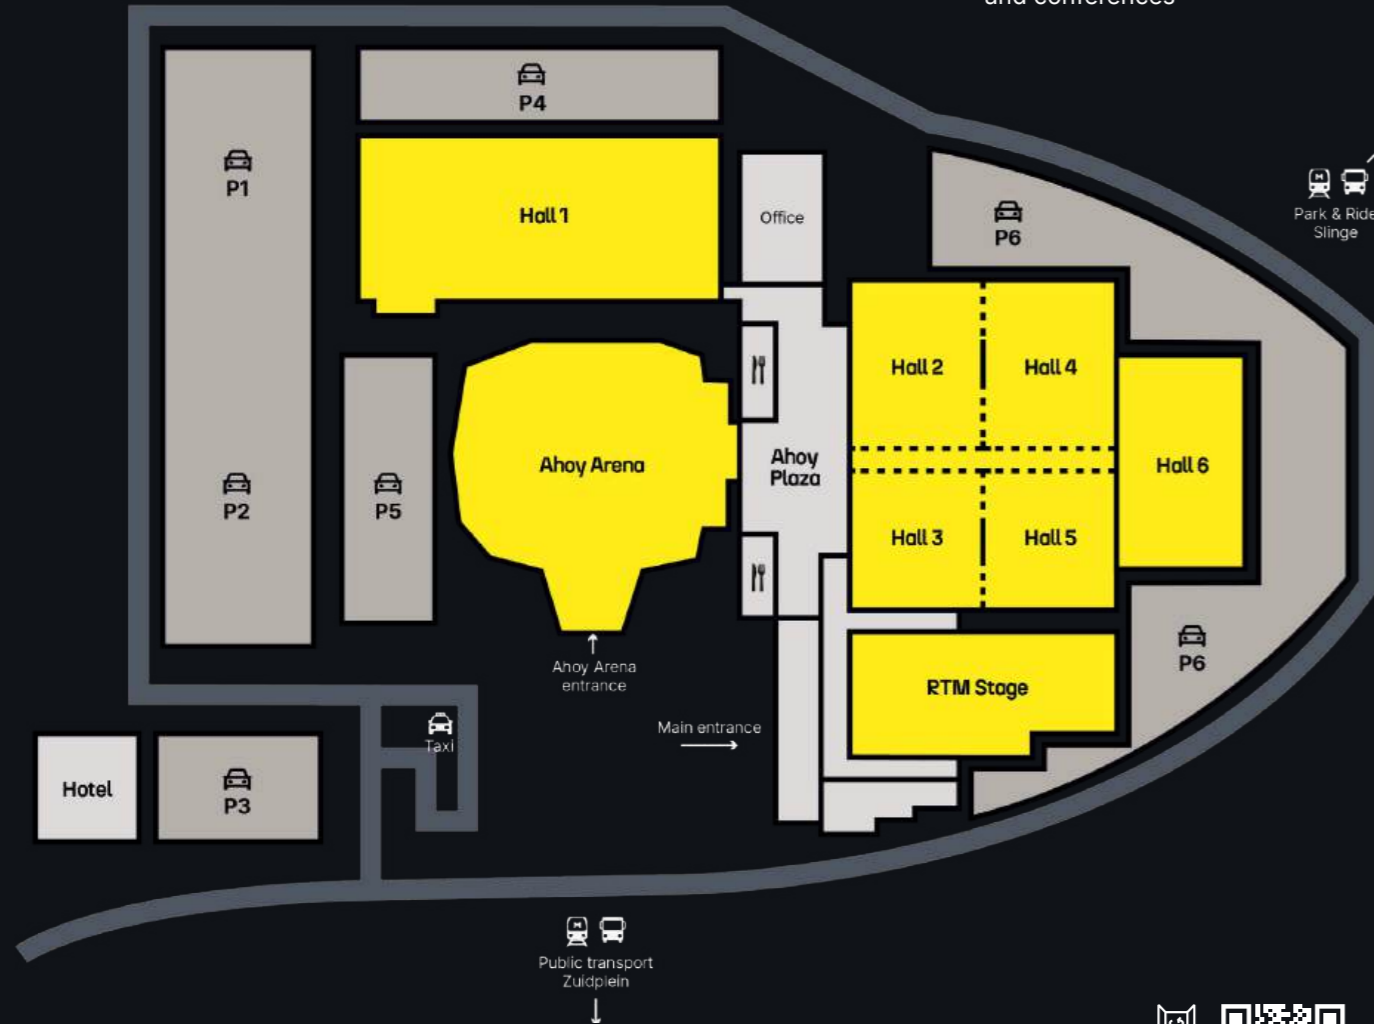 and conferences
P4
P1
Hall 1
Office
P6
Park & Ride
Slinge
Hall 2
Hall 4
Ahoy Arena
Ahoy
Plaza
Hall 6
P2
P5
Hall 3
Hall 5
Ahoy Arena
entrance
P6
RTM Stage
Main entrance
Taxi
Hotel
P3
Public transport
Zuidplein